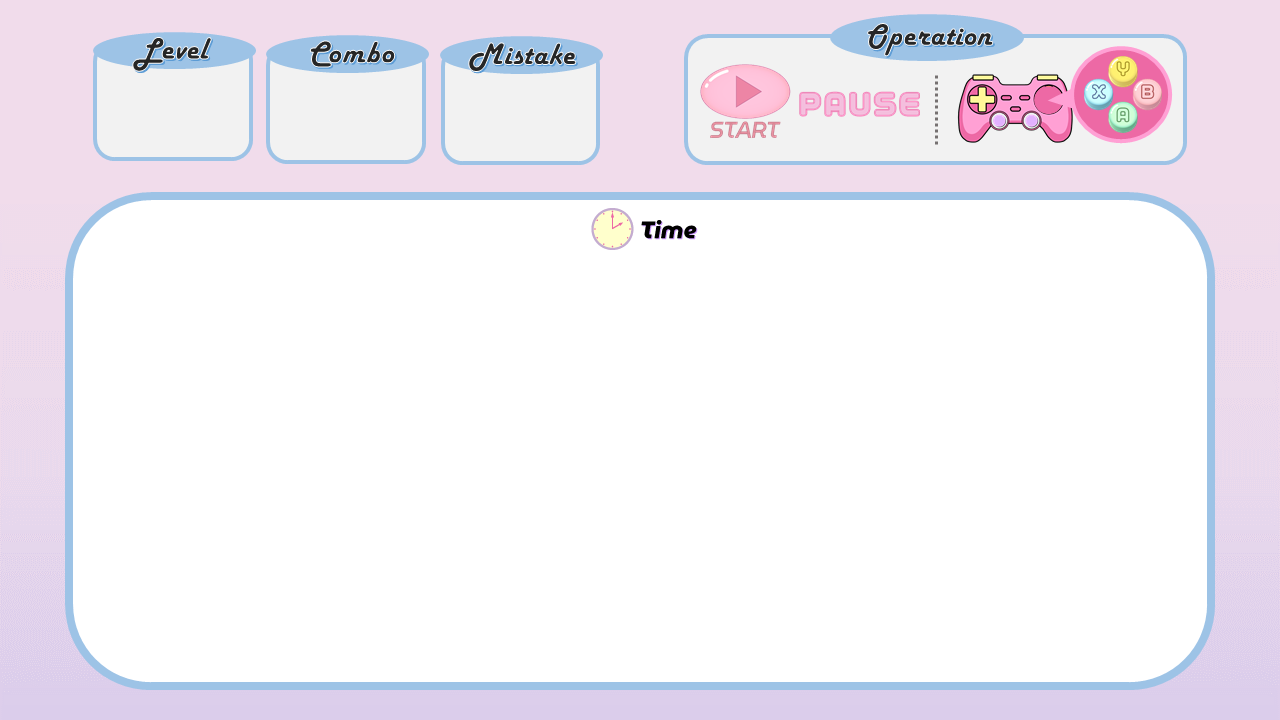 Level
Combo
Mistake
Operation
START
PAUSE
Y
X
B
A
Time